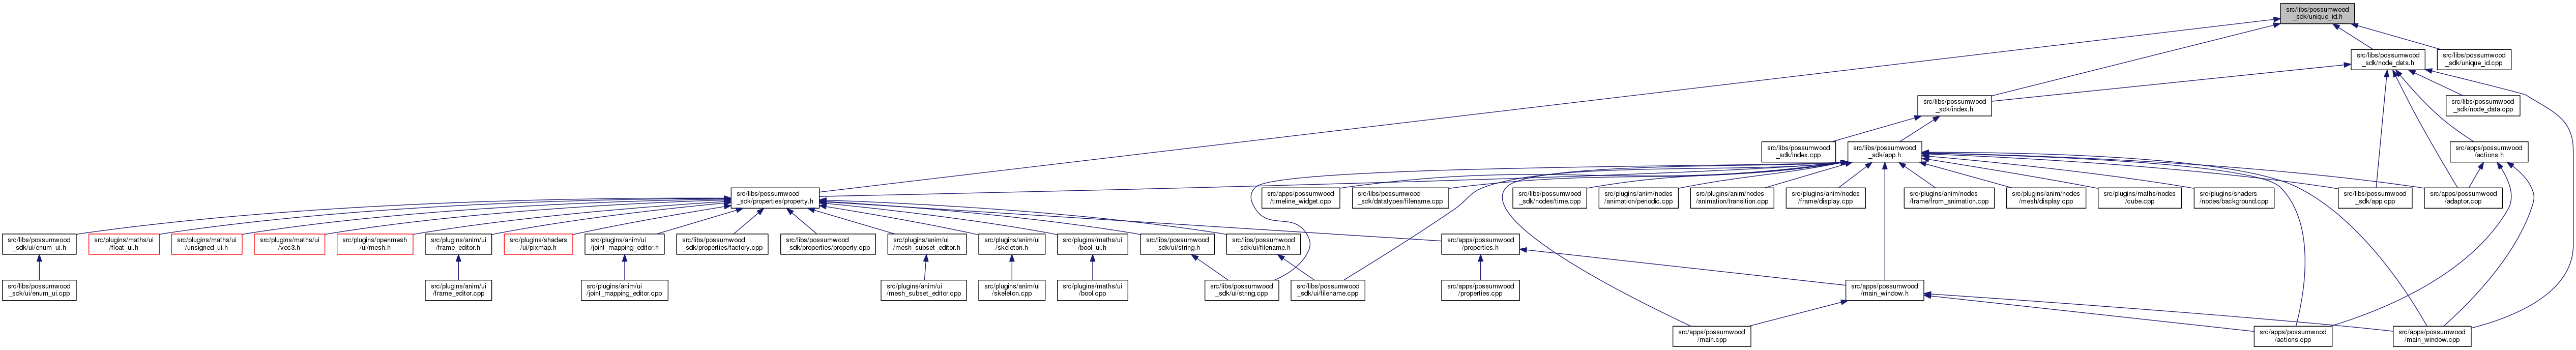 src/libs/possumwood
_sdk/unique_id.h
src/libs/possumwood
_sdk/node_data.h
src/libs/possumwood
_sdk/unique_id.cpp
src/libs/possumwood
_sdk/index.h
src/libs/possumwood
_sdk/node_data.cpp
src/libs/possumwood
_sdk/index.cpp
src/libs/possumwood
_sdk/app.h
src/apps/possumwood
/actions.h
src/libs/possumwood
_sdk/properties/property.h
src/apps/possumwood
/timeline_widget.cpp
src/libs/possumwood
_sdk/datatypes/filename.cpp
src/libs/possumwood
_sdk/nodes/time.cpp
src/plugins/anim/nodes
/animation/periodic.cpp
src/plugins/anim/nodes
/animation/transition.cpp
src/plugins/anim/nodes
/frame/display.cpp
src/plugins/anim/nodes
/frame/from_animation.cpp
src/plugins/anim/nodes
/mesh/display.cpp
src/plugins/maths/nodes
/cube.cpp
src/plugins/shaders
/nodes/background.cpp
src/libs/possumwood
_sdk/app.cpp
src/apps/possumwood
/adaptor.cpp
src/libs/possumwood
_sdk/ui/enum_ui.h
src/plugins/maths/ui
/float_ui.h
src/plugins/maths/ui
/unsigned_ui.h
src/plugins/maths/ui
/vec3.h
src/plugins/openmesh
/ui/mesh.h
src/plugins/anim/ui
/frame_editor.h
src/plugins/shaders
/ui/pixmap.h
src/plugins/anim/ui
/joint_mapping_editor.h
src/libs/possumwood
_sdk/properties/factory.cpp
src/libs/possumwood
_sdk/properties/property.cpp
src/plugins/anim/ui
/mesh_subset_editor.h
src/plugins/anim/ui
/skeleton.h
src/plugins/maths/ui
/bool_ui.h
src/libs/possumwood
_sdk/ui/string.h
src/libs/possumwood
_sdk/ui/filename.h
src/apps/possumwood
/properties.h
src/libs/possumwood
_sdk/ui/enum_ui.cpp
src/plugins/anim/ui
/frame_editor.cpp
src/plugins/anim/ui
/joint_mapping_editor.cpp
src/plugins/anim/ui
/mesh_subset_editor.cpp
src/plugins/anim/ui
/skeleton.cpp
src/plugins/maths/ui
/bool.cpp
src/libs/possumwood
_sdk/ui/string.cpp
src/libs/possumwood
_sdk/ui/filename.cpp
src/apps/possumwood
/properties.cpp
src/apps/possumwood
/main_window.h
src/apps/possumwood
/main.cpp
src/apps/possumwood
/actions.cpp
src/apps/possumwood
/main_window.cpp